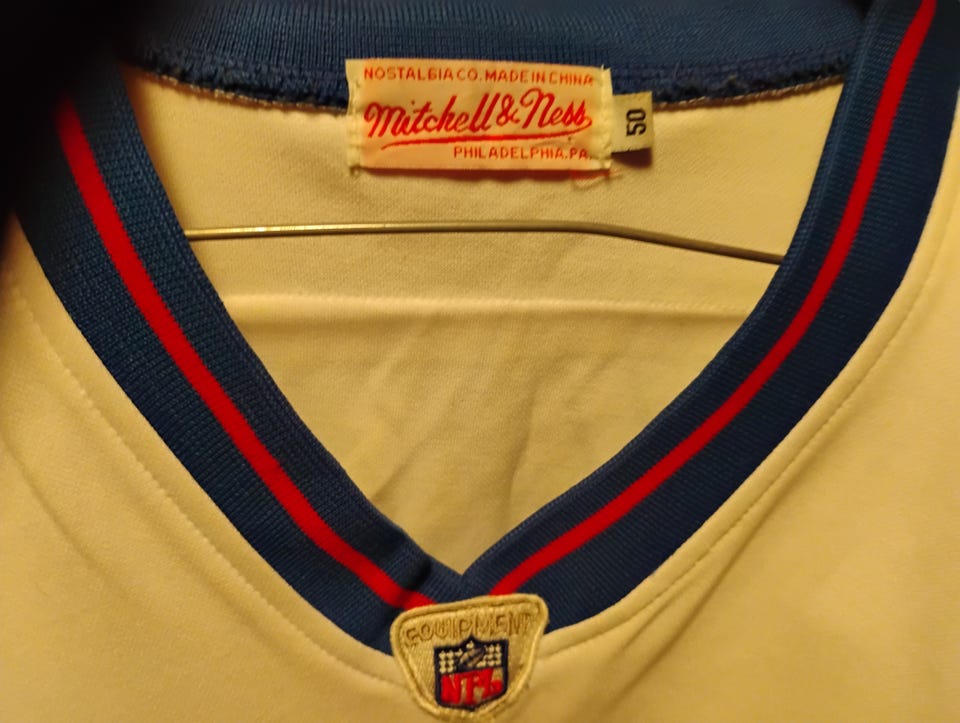 NOSTALGIA CO. MADE IN CHINA
Mitchell & Ness
PHILADELPHIA, PA.
50
EQUIPMENT
NFL